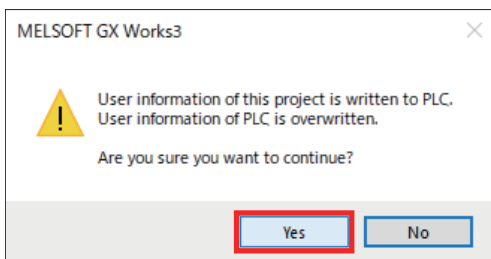 MELSOFT GX Works3
User information of this project is written to PLC.
User information of PLC is overwritten.
Are you sure you want to continue?
Yes
No